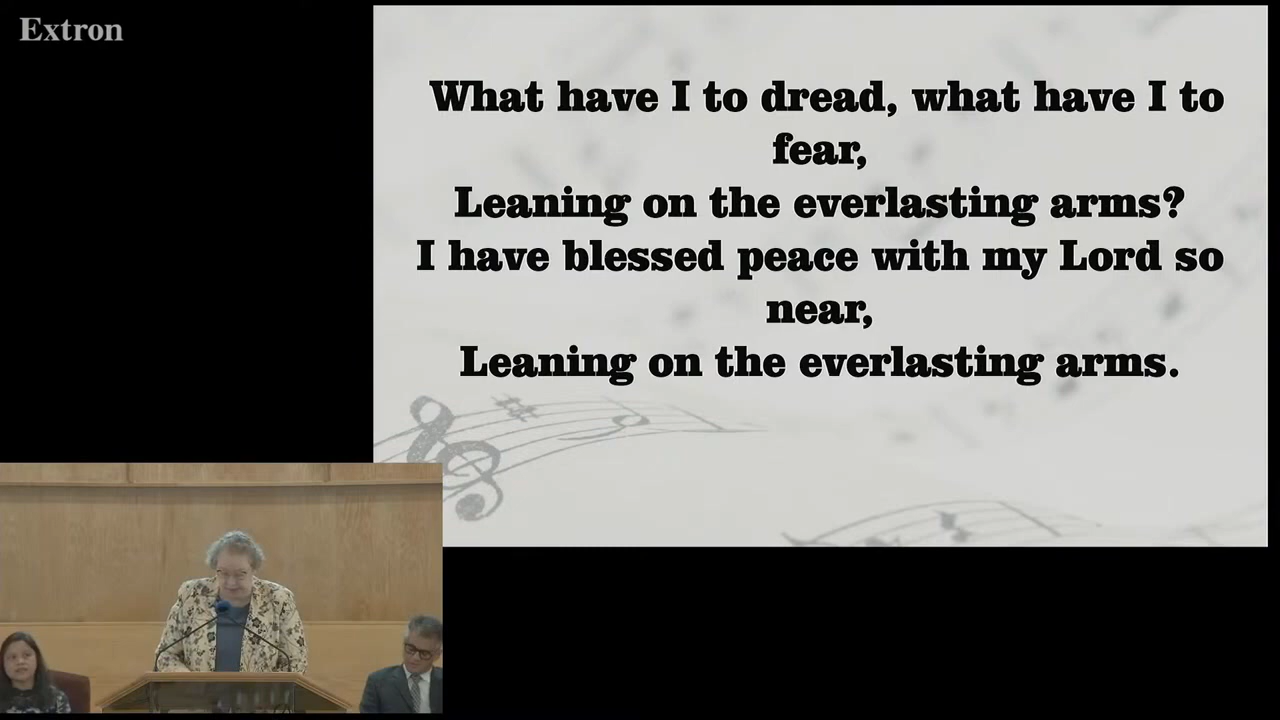 Extron
What have I to dread, what have I to
fear,
Leaning on the everlasting arms?
I have blessed peace with my Lord so
near,
Leaning on the everlasting arms.